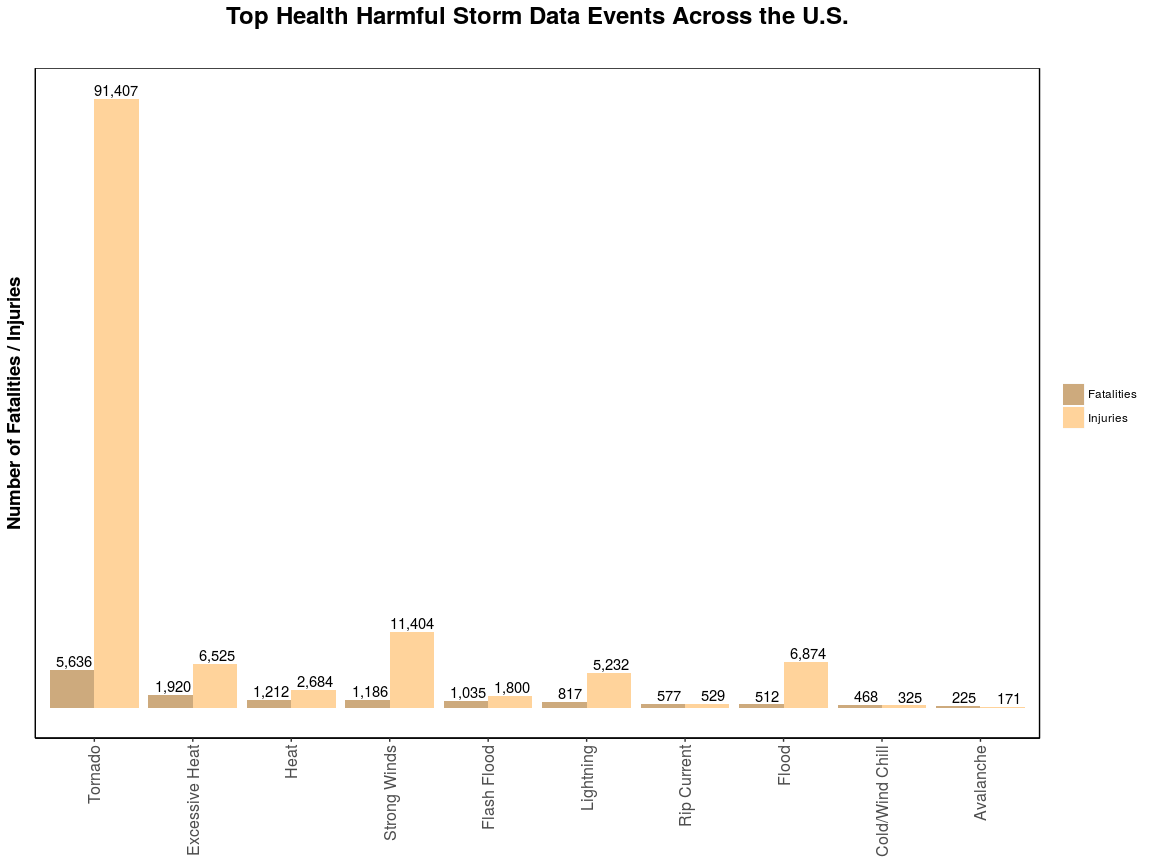 Top Health Harmful Storm Data Events Across the U.S.
Number of Fatalities / Injuries
91,407
5,636
1,920
6,525
1,212
2,684
1,186
11,404
1,035
1,800
817
5,232
577
529
512
6,874
468
325
225
171
Fatalities
Injuries
Tornado
Excessive Heat
Heat
Strong Winds
Flash Flood
Lightning
Rip Current
Flood
Cold/Wind Chill
Avalanche